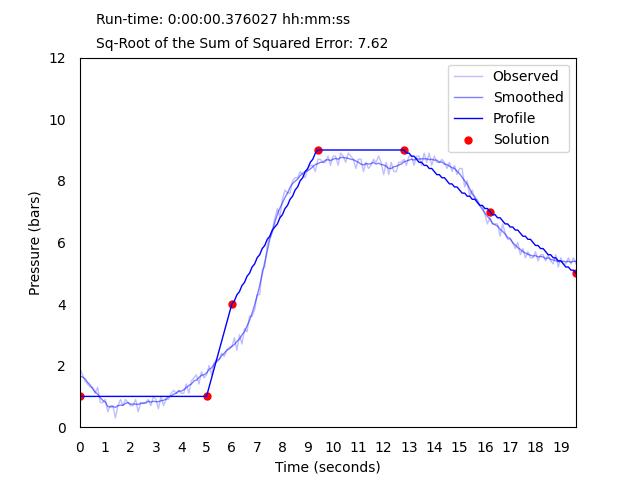 Run-time: 0:00:00.376027 hh:mm:ss
Sq-Root of the Sum of Squared Error: 7.62
12
10
8
6
4
2
0
Pressure (bars)
Observed
Smoothed
Profile
Solution
0 1 2 3 4 5 6 7 8 9 10 11 12 13 14 15 16 17 18 19
Time (seconds)